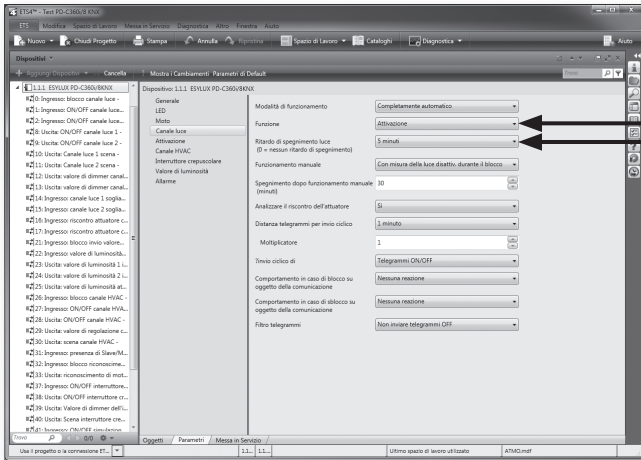 ETS4™ - Test PD-C360i/8 KNX
ETS Modifica Spazio di Lavoro Messa in Servizio Diagnostica Altro Finestra Aiuto
Nuovo Chiudi Progetto Stampa Annulla Ripristina Spazio di Lavoro Cataloghi Diagnostica Aiuto
Dispositivi
Aggiungi Dispositivi Cancella Mostra i Cambiamenti Parametri di Default Trova
1.1.1 ESYLUX PD-C360i/8KNX
0: Ingresso: blocco canale luce -
1: Ingresso: ON/OFF canale luce...
2: Ingresso: ON/OFF canale luce...
8: Uscita: ON/OFF canale luce 1 -
9: Uscita: ON/OFF canale luce 2 -
10: Uscita: Canale luce 1 scena -
11: Uscita: Canale luce 2 scena -
12: Uscita: valore di dimmer canal...
13: Uscita: valore di dimmer canal...
14: Ingresso: canale luce 1 soglia...
15: Ingresso: canale luce 2 soglia...
16: Ingresso: riscontro attuatore c...
17: Ingresso: riscontro attuatore c...
21: Ingresso: blocco invio valore...
22: Ingresso: valore di luminosità...
23: Uscita: valore di luminosità 1 i...
24: Uscita: valore di luminosità 2 i...
25: Uscita: valore di luminosità at...
26: Ingresso: blocco canale HVAC -
27: Ingresso: ON/OFF canale HVA...
28: Uscita: ON/OFF canale HVAC -
29: Uscita: valore di regolazione c...
30: Uscita: scena canale HVAC -
31: Ingresso: presenza di Slave/M...
32: Ingresso: blocco riconoscime...
33: Uscita: riconoscimento di mot...
37: Ingresso: ON/OFF interruttore...
38: Uscita: ON/OFF interruttore cr...
39: Uscita: Valore di dimmer dell'i...
40: Uscita: Scena interruttore cre...
41: Ingresso: ON/OFF simulazion...
Trova 0/0
Dispositivo: 1.1.1 ESYLUX PD-C360i/8KNX
Generale
LED
Moto
Canale luce
Attivazione
Canale HVAC
Interruttore crepuscolare
Valore di luminosità
Allarme
Modalità di funzionamento Completamente automatico
Funzione Attivazione
Ritardo di spegnimento luce 5 minuti
(0 = nessun ritardo di spegnimento)
Funzionamento manuale Con misura della luce disattiv. durante il blocco
Spegnimento dopo funzionamento manuale 30
(minuti)
Analizzare il riscontro dell'attuatore Sì
Distanza telegrammi per invio ciclico 1 minuto
Moltiplicatore 1
?invio ciclico di Telegrammi ON/OFF
Comportamento in caso di blocco su Nessuna reazione
oggetto della comunicazione
Comportamento in caso di sblocco su Nessuna reazione
oggetto della comunicazione
Filtro telegrammi Non inviare telegrammi OFF
Oggetti Parametri Messa in Servizio
Usa il progetto o la connessione ET... 1.1... 1.1... Ultimo spazio di lavoro utilizzato ATMO.mdf